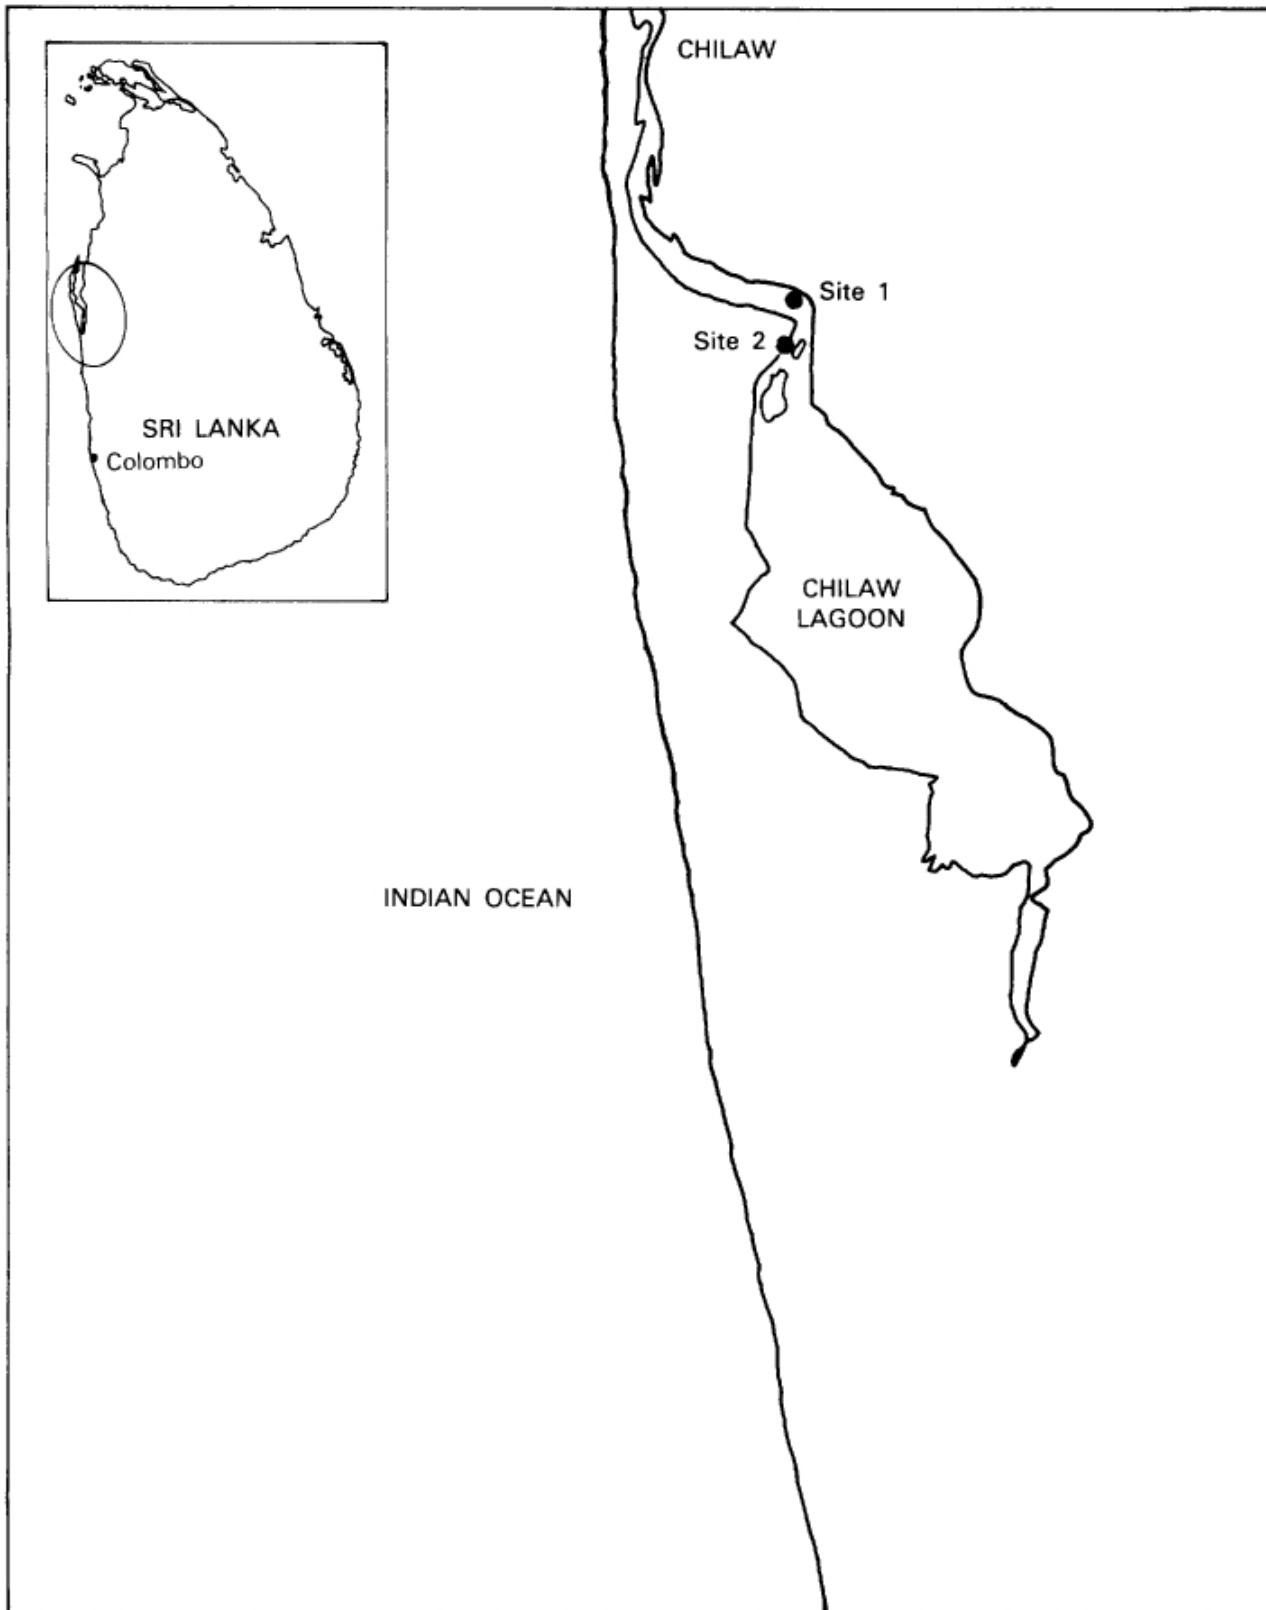 CHILAW
Site 1
Site 2
SRI LANKA
Colombo
CHILAW
LAGOON
INDIAN OCEAN